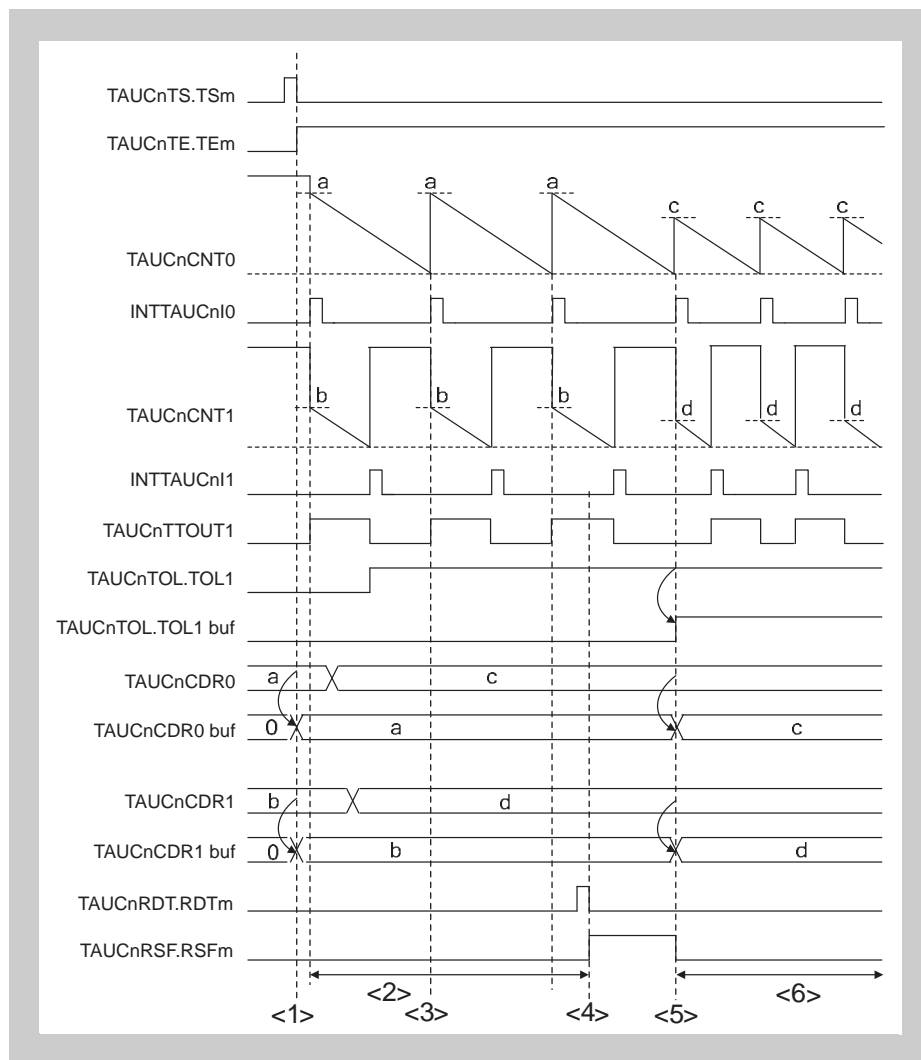 TAUCnTS.TSm
TAUCnTE.TEm
a a a c c c
TAUCnCNT0
INTTAUCnI0
b b b d d d
TAUCnCNT1
INTTAUCnI1
TAUCnTTOUT1
TAUCnTOL.TOL1
TAUCnTOL.TOL1 buf
TAUCnCDR0 a c
TAUCnCDR0 buf 0 a c
TAUCnCDR1 b d
TAUCnCDR1 buf 0 b d
TAUCnRDT.RDTm
TAUCnRSF.RSFm
<2> <6>
<1> <3> <4> <5>